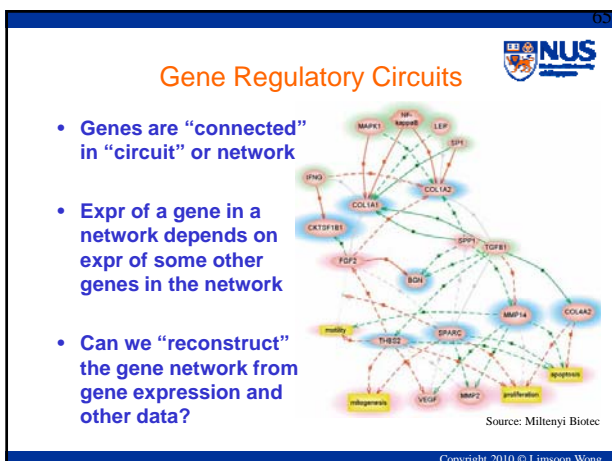 65
NUS
Gene Regulatory Circuits
• Genes are “connected”
in “circuit” or network
• Expr of a gene in a
network depends on
expr of some other
genes in the network
• Can we “reconstruct”
the gene network from
gene expression and
other data?
NF-
kappaB
MAPK1
LEP
SP1
IFNG
COL1A2
COL1A1
CKTSF1B1
SPP1
TGFB1
FGF2
BGN
MMP14
COL4A2
motility
THBS2
SPARC
apoptosis
mitogenesis
VEGF
MMP2
proliferation
Source: Miltenyi Biotec
Copyright 2010 © Limsoon Wong